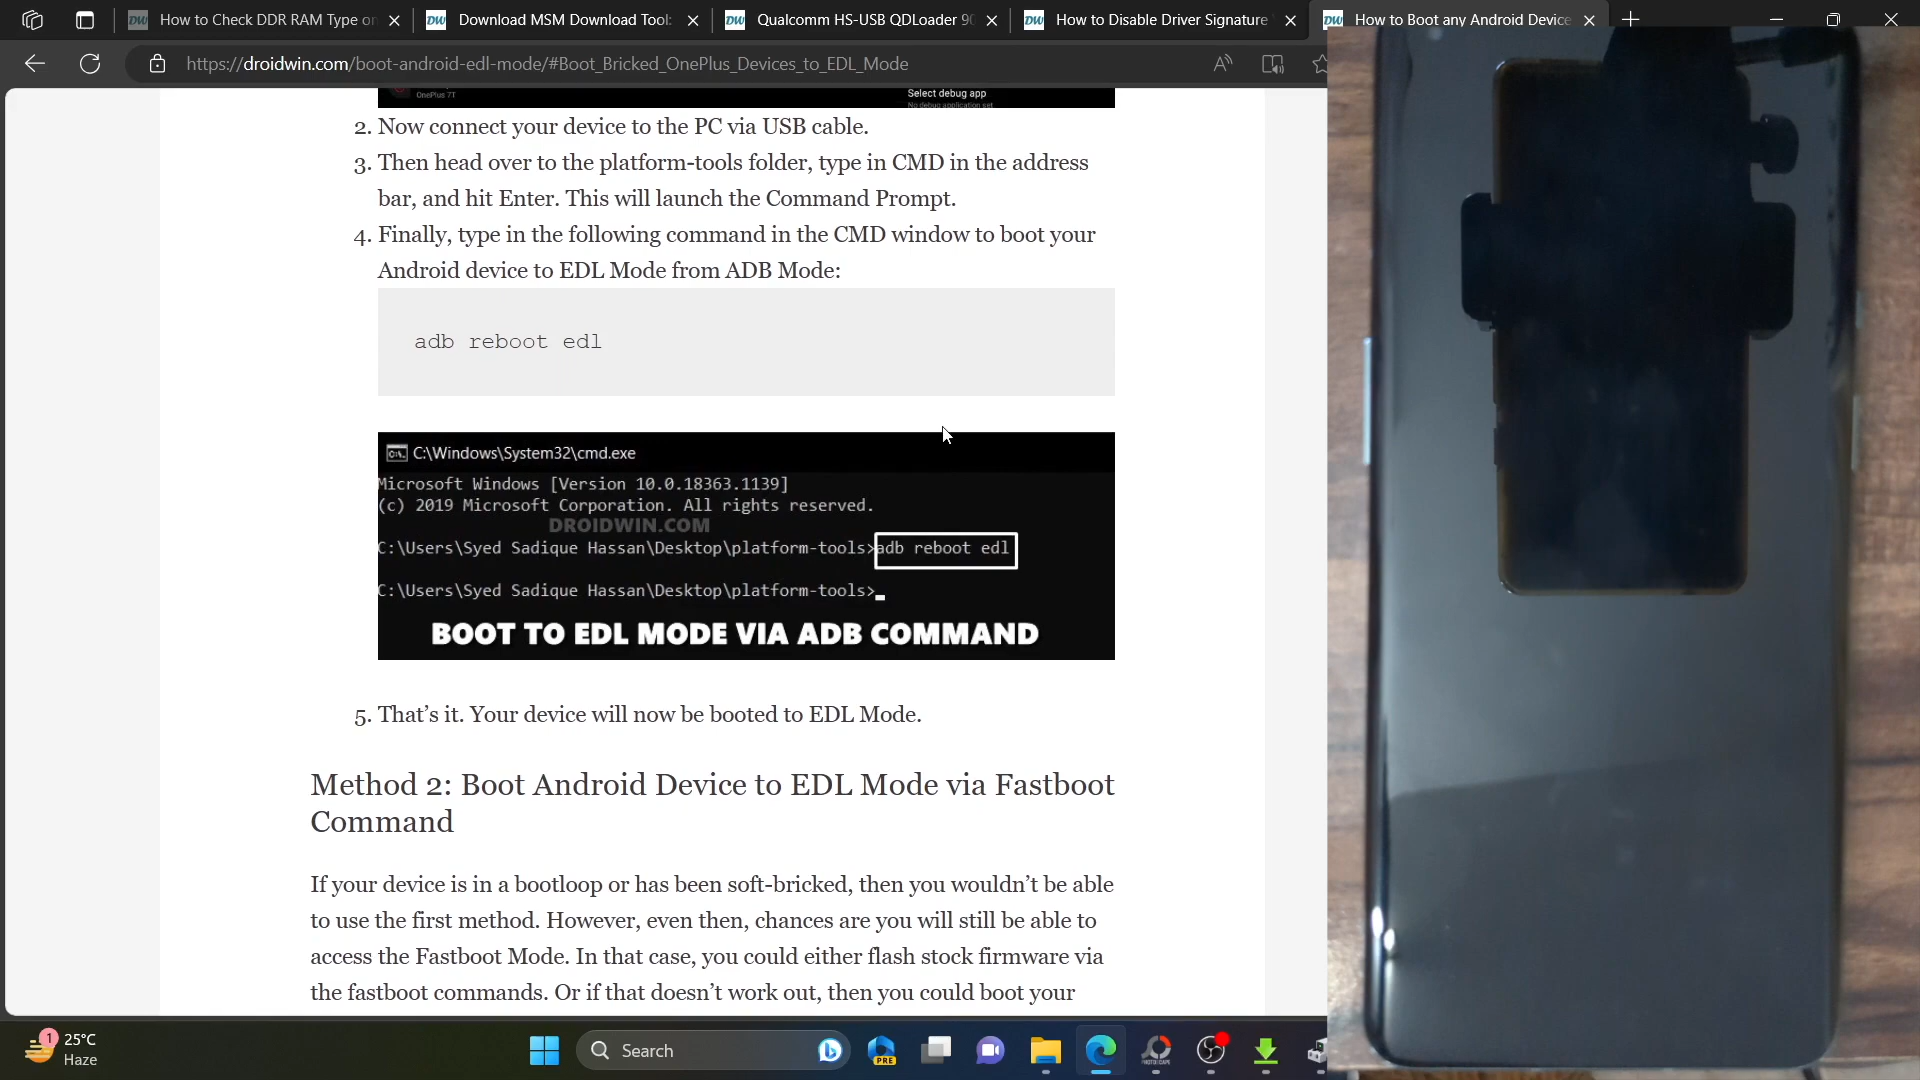 How to Check DDR RAM Type on
Download MSM Download Tool:
Qualcomm HS-USB QDLoader 90
How to Disable Driver Signature
How to Boot any Android Device
https://droidwin.com/boot-android-edl-mode/#Boot_Bricked_OnePlus_Devices_to_EDL_Mode
OnePlus 7T
Select debug app
No debug application set
2. Now connect your device to the PC via USB cable.
3. Then head over to the platform-tools folder, type in CMD in the address
bar, and hit Enter. This will launch the Command Prompt.
4. Finally, type in the following command in the CMD window to boot your
Android device to EDL Mode from ADB Mode:
adb reboot edl
C:\Windows\System32\cmd.exe
Microsoft Windows [Version 10.0.18363.1139]
(c) 2019 Microsoft Corporation. All rights reserved.
DROIDWIN.COM
C:\Users\Syed Sadique Hassan\Desktop\platform-tools>adb reboot edl
C:\Users\Syed Sadique Hassan\Desktop\platform-tools>
BOOT TO EDL MODE VIA ADB COMMAND
5. That’s it. Your device will now be booted to EDL Mode.
Method 2: Boot Android Device to EDL Mode via Fastboot
Command
If your device is in a bootloop or has been soft-bricked, then you wouldn’t be able
to use the first method. However, even then, chances are you will still be able to
access the Fastboot Mode. In that case, you could either flash stock firmware via
the fastboot commands. Or if that doesn’t work out, then you could boot your
1
25°C
Haze
Search
PRE